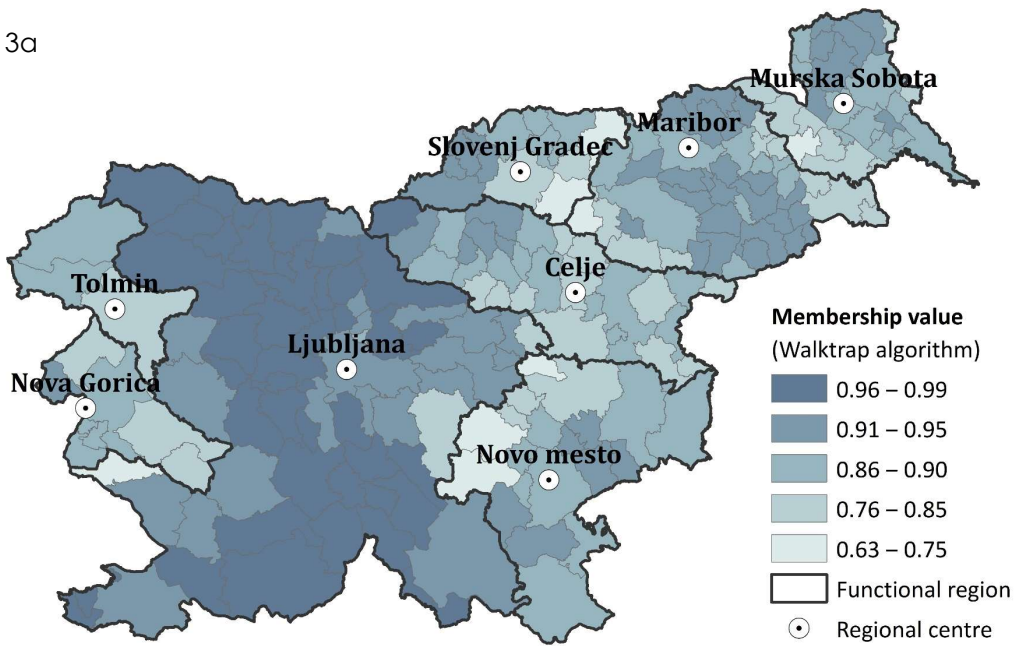 3a
Murska Sobota
Maribor
Slovenj Gradec
Celje
Tolmin
Ljubljana
Nova Gorica
Novo mesto
Membership value
(Walktrap algorithm)
0.96 – 0.99
0.91 – 0.95
0.86 – 0.90
0.76 – 0.85
0.63 – 0.75
Functional region
Regional centre